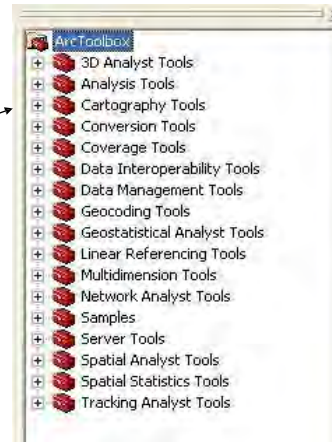 ArcToolbox
3D Analyst Tools
Analysis Tools
Cartography Tools
Conversion Tools
Coverage Tools
Data Interoperability Tools
Data Management Tools
Geocoding Tools
Geostatistical Analyst Tools
Linear Referencing Tools
Multidimension Tools
Network Analyst Tools
Samples
Server Tools
Spatial Analyst Tools
Spatial Statistics Tools
Tracking Analyst Tools